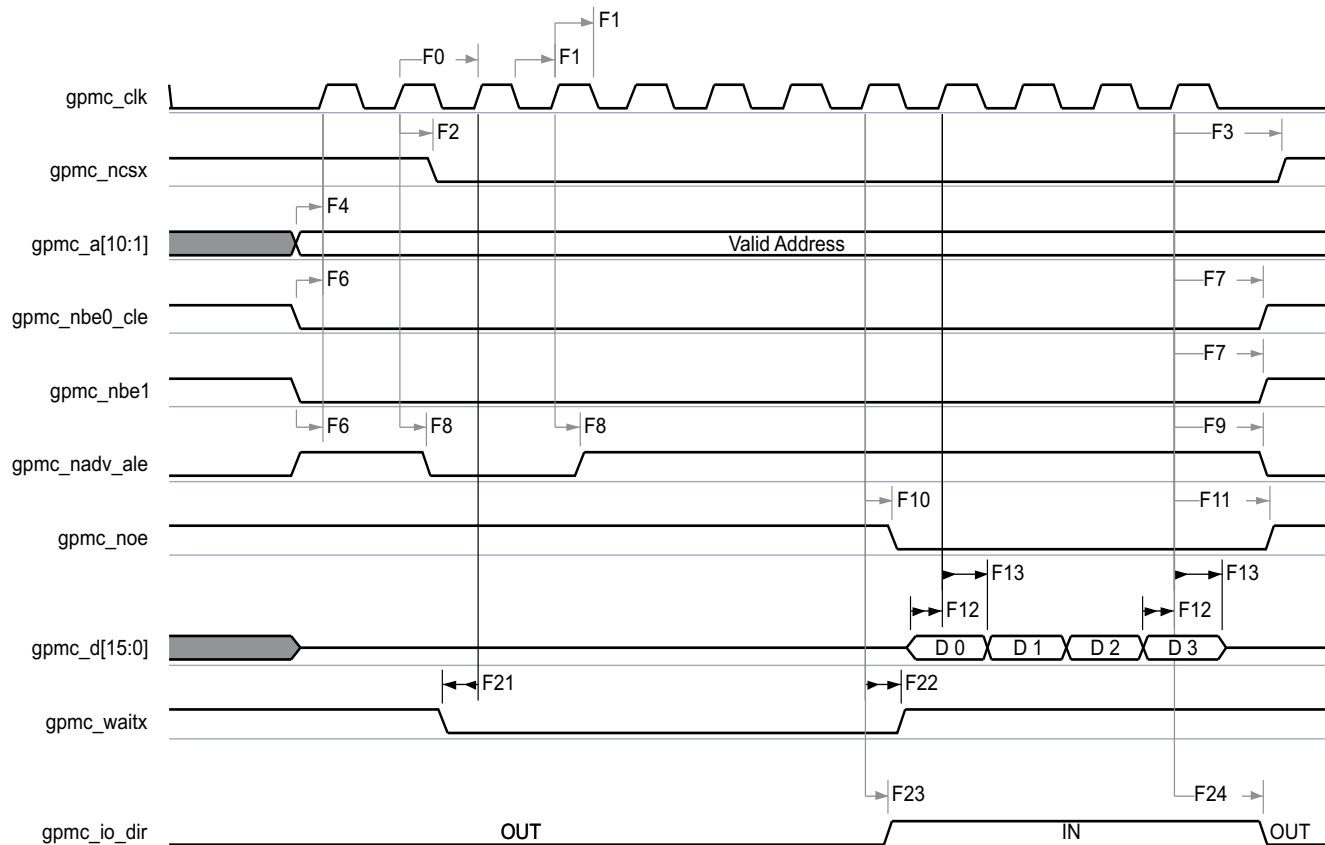 F1
F0 F1
gpmc_clk
F2 F3
gpmc_ncsx
F4
gpmc_a[10:1] Valid Address
F6 F7
gpmc_nbe0_cle
F7
gpmc_nbe1
F6 F8 F8 F9
gpmc_nadv_ale
F10 F11
gpmc_noe
F13 F13
F12 F12
gpmc_d[15:0] D 0 D 1 D 2 D 3
F21 F22
gpmc_waitx
F23 F24
gpmc_io_dir OUT IN OUT